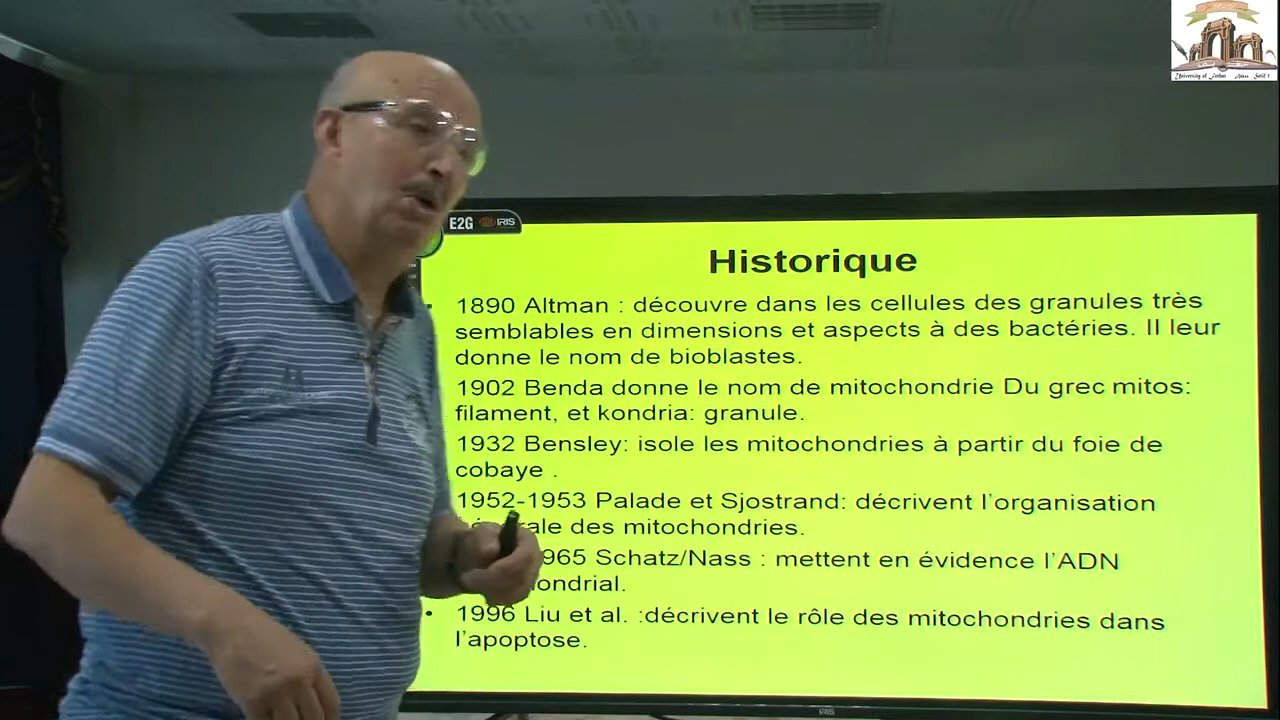 E2G IRIS
Historique
1890 Altman : découvre dans les cellules des granules très
semblables en dimensions et aspects à des bactéries. Il leur
donne le nom de bioblastes.
1902 Benda donne le nom de mitochondrie Du grec mitos:
filament, et kondria: granule.
1932 Bensley: isole les mitochondries à partir du foie de
cobaye .
1952-1953 Palade et Sjostrand: décrivent l'organisation
des mitochondries.
965 Schatz/Nass : mettent en évidence l'ADN
ondrial.
• 1996 Liu et al. :décrivent le rôle des mitochondries dans
l'apoptose.
IRIS